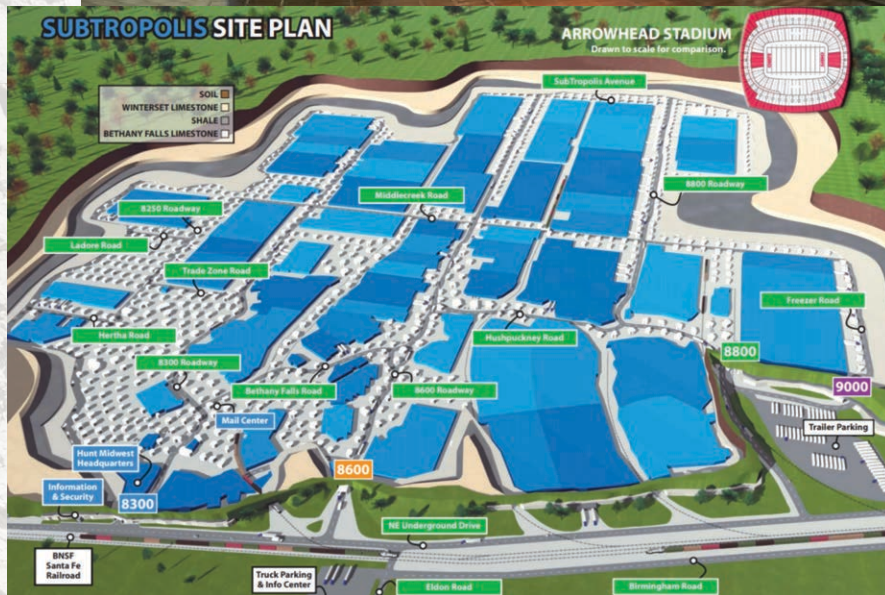 SUBTROPOLIS SITE PLAN
ARROWHEAD STADIUM
Drawn to scale for comparison.
SubTropolis Avenue
SOIL
WINTERSET LIMESTONE
SHALE
BETHANY FALLS LIMESTONE
8800 Roadway
Middlecreek Road
8250 Roadway
Ladore Road
Trade Zone Road
Freezer Road
Hertha Road
Hushpuckney Road
8300 Roadway
8800
Bethany Falls Road
8600 Roadway
9000
Mail Center
Trailer Parking
Hunt Midwest
Headquarters
8600
Information
& Security
8300
NE Underground Drive
BNSF
Santa Fe
Railroad
Truck Parking
& Info Center
Eldon Road
Birmingham Road